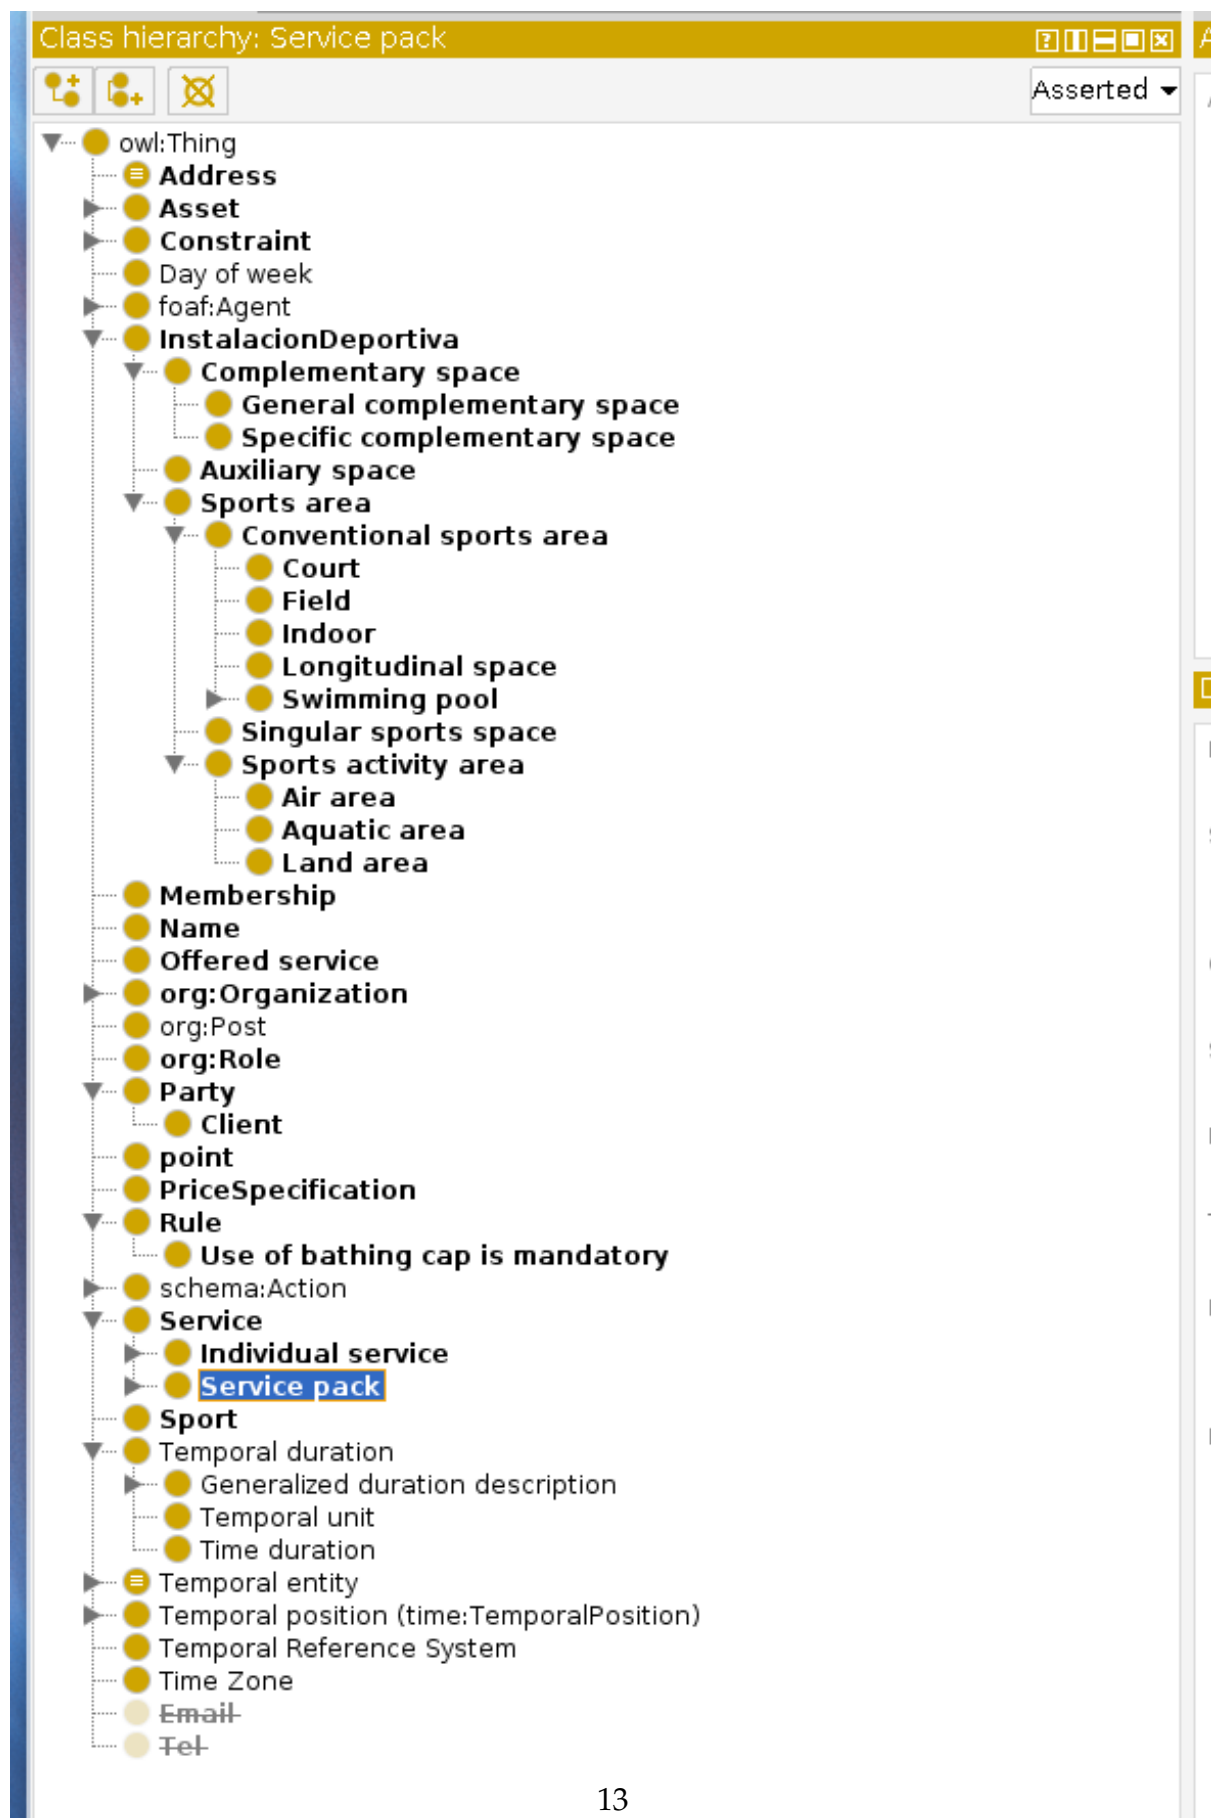 Class hierarchy: Service pack
Asserted
owl:Thing
Address
Asset
Constraint
Day of week
foaf:Agent
InstalacionDeportiva
Complementary space
General complementary space
Specific complementary space
Auxiliary space
Sports area
Conventional sports area
Court
Field
Indoor
Longitudinal space
Swimming pool
Singular sports space
Sports activity area
Air area
Aquatic area
Land area
Membership
Name
Offered service
org:Organization
org:Post
org:Role
Party
Client
point
PriceSpecification
Rule
Use of bathing cap is mandatory
schema:Action
Service
Individual service
Service pack
Sport
Temporal duration
Generalized duration description
Temporal unit
Time duration
Temporal entity
Temporal position (time:TemporalPosition)
Temporal Reference System
Time Zone
Email
Tel
13